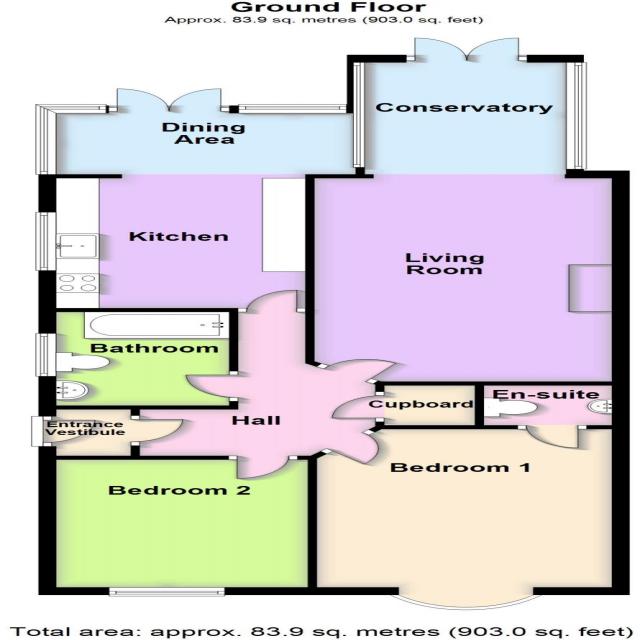 Ground Floor
Approx. 83.9 sq. metres (903.0 sq. feet)
Conservatory
Dining
Area
Kitchen
Living
Room
Bathroom
En-suite
Cupboard
Entrance
Vestibule
Hall
Bedroom 1
Bedroom 2
Total area: approx. 83.9 sq. metres (903.0 sq. feet)